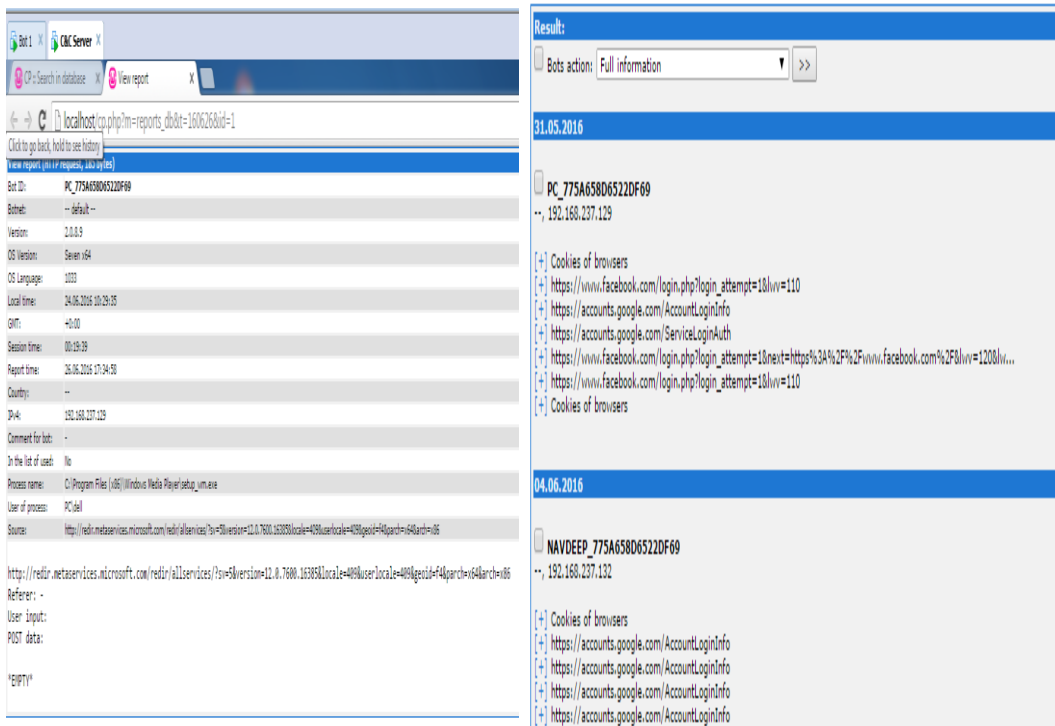 Bot 1 X C&C Server X
CP :: Search in database X View report X
localhost/cp.php?m=reports_db&t=160626&id=1
Click to go back, hold to see history
View report (HTTP request, 185 bytes)
Bot ID: PC_775A658D6522DF69
Botnet: -- default --
Version: 2.0.8.9
OS Version: Seven x64
OS Language: 1033
Local time: 24.06.2016 10:29:35
GMT: +0:00
Session time: 00:19:39
Report time: 26.06.2016 17:34:58
Country: --
IPv4: 192.168.237.129
Comment for bot: -
In the list of used: No
Process name: C:\Program Files (x86)\Windows Media Player\setup_wm.exe
User of process: PC\dell
Source: http://redir.metaservices.microsoft.com/redir/allservices/?sv=5&version=12.0.7600.16385&locale=409&userlocale=409&geoid=f4&parch=x64&arch=x86
http://redir.metaservices.microsoft.com/redir/allservices/?sv=5&version=12.0.7600.16385&locale=409&userlocale=409&geoid=f4&parch=x64&arch=x86
Referer: -
User input:
POST data:
*EMPTY*
Result:
Bots action: Full information >>
31.05.2016
PC_775A658D6522DF69
--, 192.168.237.129
[+] Cookies of browsers
[+] https://www.facebook.com/login.php?login_attempt=1&lwv=110
[+] https://accounts.google.com/AccountLoginInfo
[+] https://accounts.google.com/ServiceLoginAuth
[+] https://www.facebook.com/login.php?login_attempt=1&next=https%3A%2F%2Fwww.facebook.com%2F&lwv=120&lw...
[+] https://www.facebook.com/login.php?login_attempt=1&lwv=110
[+] Cookies of browsers
04.06.2016
NAVDEEP_775A658D6522DF69
--, 192.168.237.132
[+] Cookies of browsers
[+] https://accounts.google.com/AccountLoginInfo
[+] https://accounts.google.com/AccountLoginInfo
[+] https://accounts.google.com/AccountLoginInfo
[+] https://accounts.google.com/AccountLoginInfo